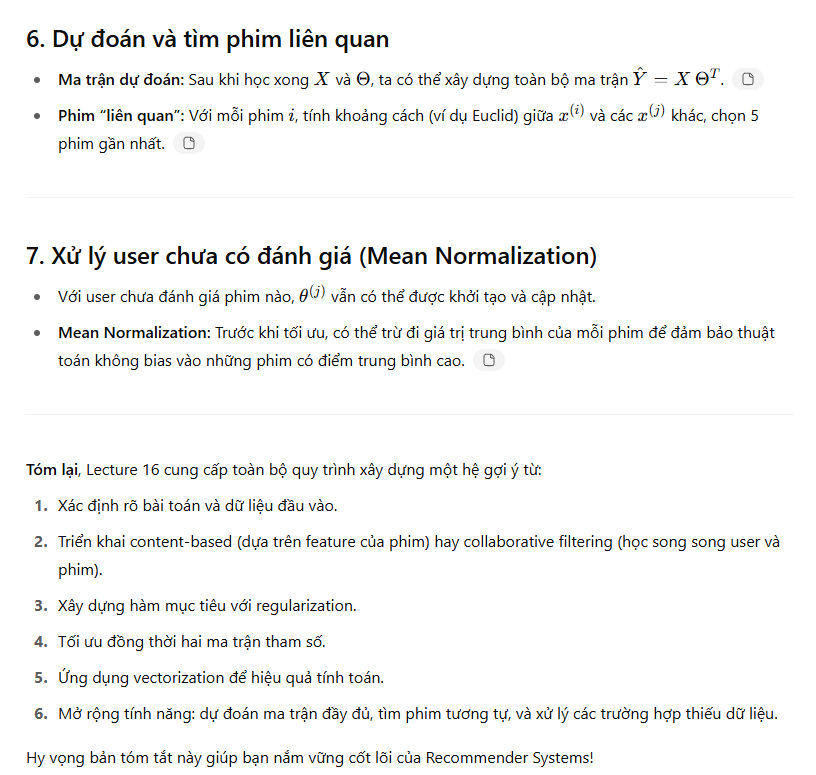 6. Dự đoán và tìm phim liên quan
• Ma trận dự đoán: Sau khi học xong X và Θ, ta có thể xây dựng toàn bộ ma trận Ŷ = X Θᵀ.
• Phim “liên quan”: Với mỗi phim i, tính khoảng cách (ví dụ Euclid) giữa x⁽ⁱ⁾ và các x⁽ʲ⁾ khác, chọn 5
phim gần nhất.
7. Xử lý user chưa có đánh giá (Mean Normalization)
• Với user chưa đánh giá phim nào, θ⁽ʲ⁾ vẫn có thể được khởi tạo và cập nhật.
• Mean Normalization: Trước khi tối ưu, có thể trừ đi giá trị trung bình của mỗi phim để đảm bảo thuật
toán không bias vào những phim có điểm trung bình cao.
Tóm lại, Lecture 16 cung cấp toàn bộ quy trình xây dựng một hệ gợi ý từ:
1. Xác định rõ bài toán và dữ liệu đầu vào.
2. Triển khai content-based (dựa trên feature của phim) hay collaborative filtering (học song song user và
phim).
3. Xây dựng hàm mục tiêu với regularization.
4. Tối ưu đồng thời hai ma trận tham số.
5. Ứng dụng vectorization để hiệu quả tính toán.
6. Mở rộng tính năng: dự đoán ma trận đầy đủ, tìm phim tương tự, và xử lý các trường hợp thiếu dữ liệu.
Hy vọng bản tóm tắt này giúp bạn nắm vững cốt lõi của Recommender Systems!